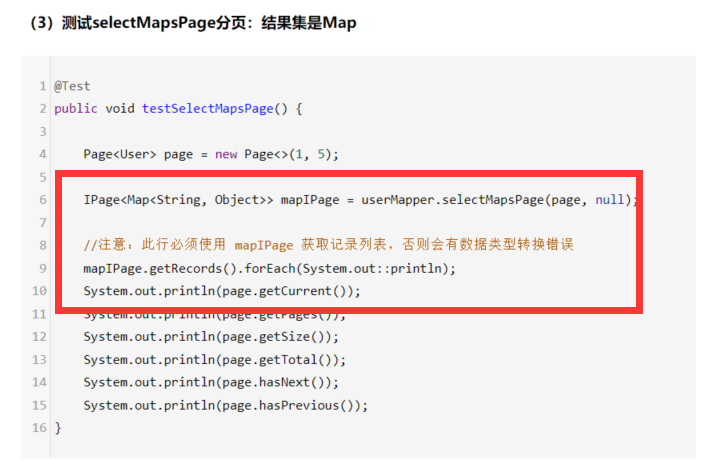 （3）测试selectMapsPage分页：结果集是Map
1 @Test
2 public void testSelectMapsPage() {
3
4 Page<User> page = new Page<>(1, 5);
5
6 IPage<Map<String, Object>> mapIPage = userMapper.selectMapsPage(page, null);
7
8 //注意：此行必须使用 mapIPage 获取记录列表，否则会有数据类型转换错误
9 mapIPage.getRecords().forEach(System.out::println);
10 System.out.println(page.getCurrent());
11 System.out.println(page.getPages());
12 System.out.println(page.getSize());
13 System.out.println(page.getTotal());
14 System.out.println(page.hasNext());
15 System.out.println(page.hasPrevious());
16 }